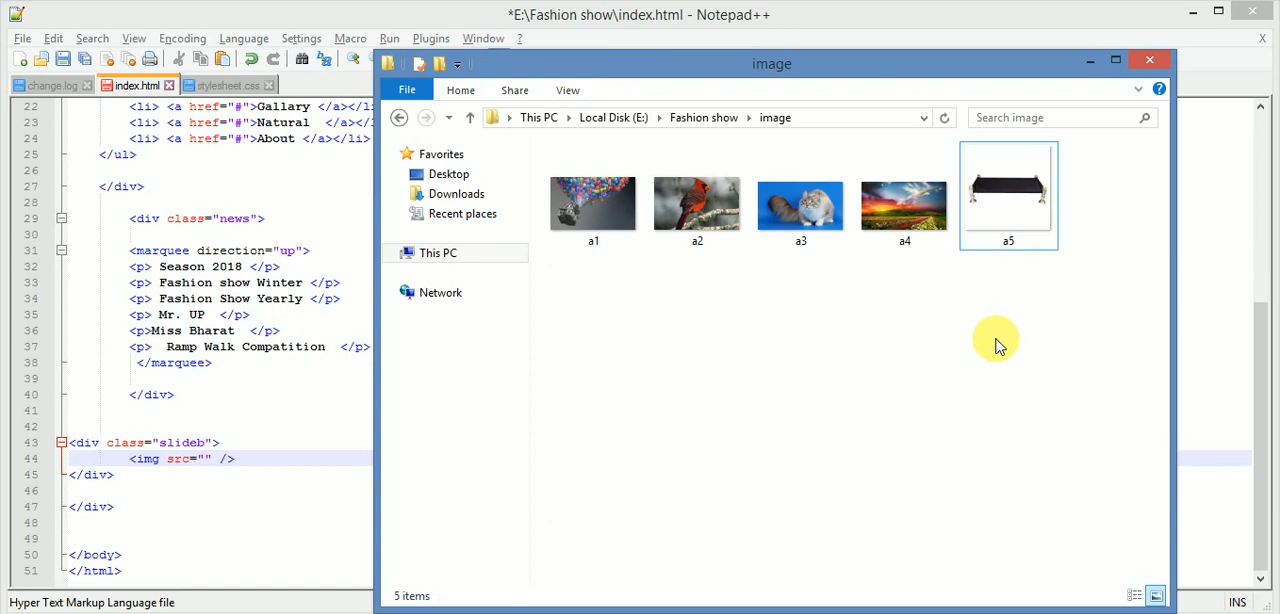 *E:\Fashion show\index.html - Notepad++
File Edit Search View Encoding Language Settings Macro Run Plugins Window ? X
change.log index.html stylesheet.css
22 <li> <a href="#">Gallary </a></l
23 <li> <a href="#">Natural </a></l
24 <li> <a href="#">About </a></li>
25 </ul>
26
27 </div>
28
29 <div class="news">
30
31 <marquee direction="up">
32 <p> Season 2018 </p>
33 <p> Fashion show Winter </p>
34 <p> Fashion Show Yearly </p>
35 <p> Mr. UP </p>
36 <p>Miss Bharat </p>
37 <p> Ramp Walk Compatition </p>
38 </marquee>
39
40 </div>
41
42
43 <div class="slideb">
44 <img src="" />
45 </div>
46
47 </div>
48
49
50 </body>
51 </html>
Hyper Text Markup Language file
INS
image
File Home Share View
This PC Local Disk (E:) Fashion show image
Search image
Favorites
Desktop
Downloads
Recent places
This PC
Network
a1 a2 a3 a4 a5
5 items